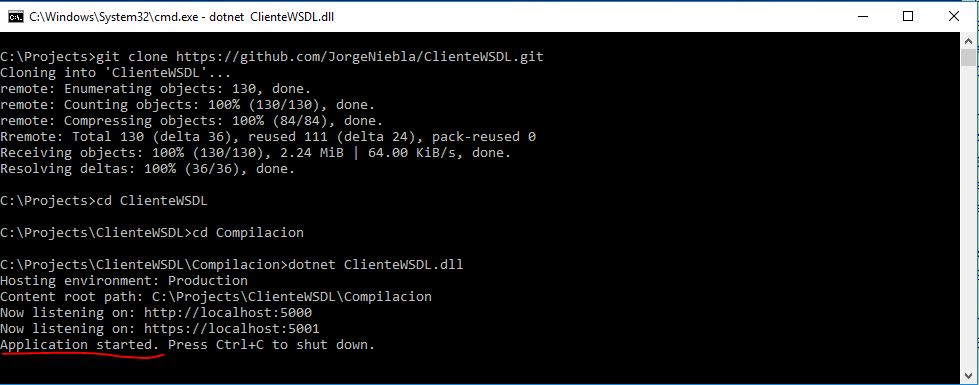 C:\Windows\System32\cmd.exe - dotnet  ClienteWSDL.dll
C:\Projects>git clone https://github.com/JorgeNiebla/ClienteWSDL.git
Cloning into 'ClienteWSDL'...
remote: Enumerating objects: 130, done.
remote: Counting objects: 100% (130/130), done.
remote: Compressing objects: 100% (84/84), done.
Rremote: Total 130 (delta 36), reused 111 (delta 24), pack-reused 0
Receiving objects: 100% (130/130), 2.24 MiB | 64.00 KiB/s, done.
Resolving deltas: 100% (36/36), done.
C:\Projects>cd ClienteWSDL
C:\Projects\ClienteWSDL>cd Compilacion
C:\Projects\ClienteWSDL\Compilacion>dotnet ClienteWSDL.dll
Hosting environment: Production
Content root path: C:\Projects\ClienteWSDL\Compilacion
Now listening on: http://localhost:5000
Now listening on: https://localhost:5001
Application started. Press Ctrl+C to shut down.